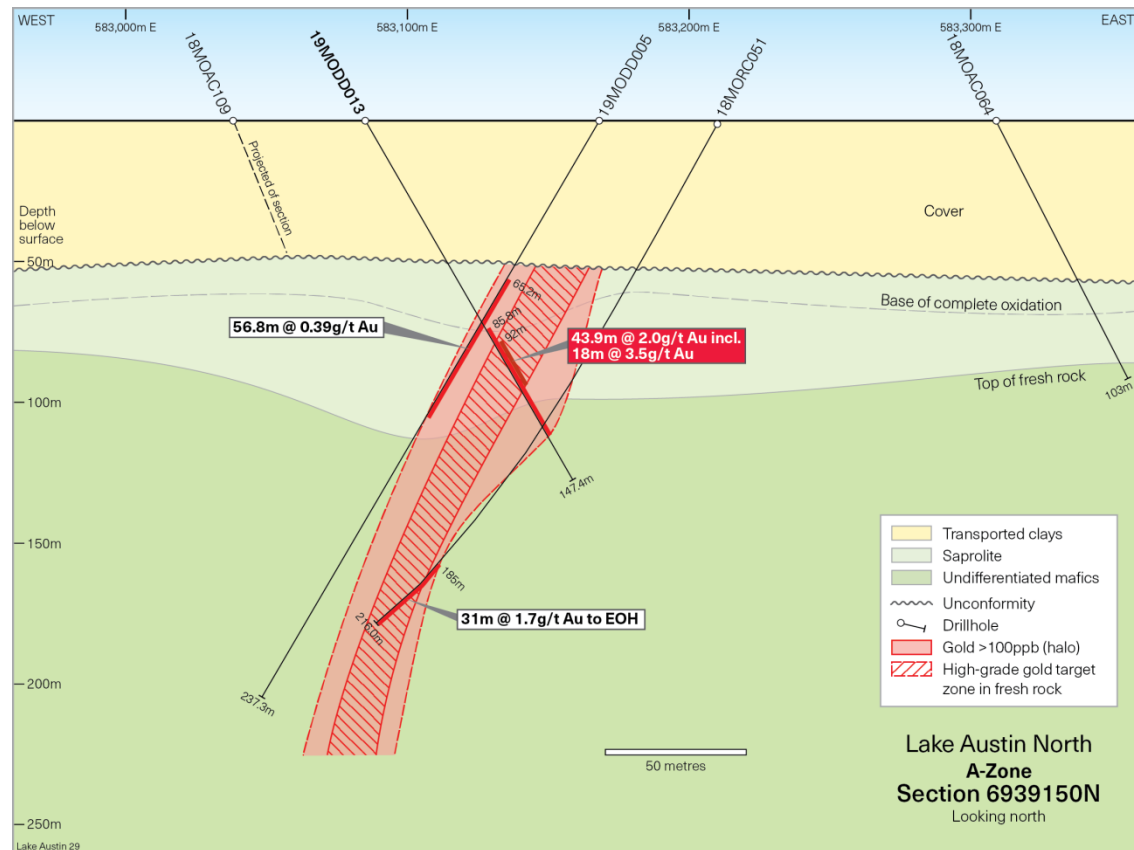 WEST
EAST
583,000m E
583,100m E
583,200m E
583,300m E
18MOAC109
19MODD013
19MODD005
18MORC051
18MOAC064
Projected of section
Depth
below
surface
Cover
50m
65.2m
Base of complete oxidation
56.8m @ 0.39g/t Au
85.8m
92m
43.9m @ 2.0g/t Au incl.
18m @ 3.5g/t Au
Top of fresh rock
103m
100m
147.4m
150m
185m
31m @ 1.7g/t Au to EOH
216.0m
200m
237.3m
250m
50 metres
Transported clays
Saprolite
Undifferentiated mafics
Unconformity
Drillhole
Gold >100ppb (halo)
High-grade gold target
zone in fresh rock
Lake Austin North
A-Zone
Section 6939150N
Looking north
Lake Austin 29